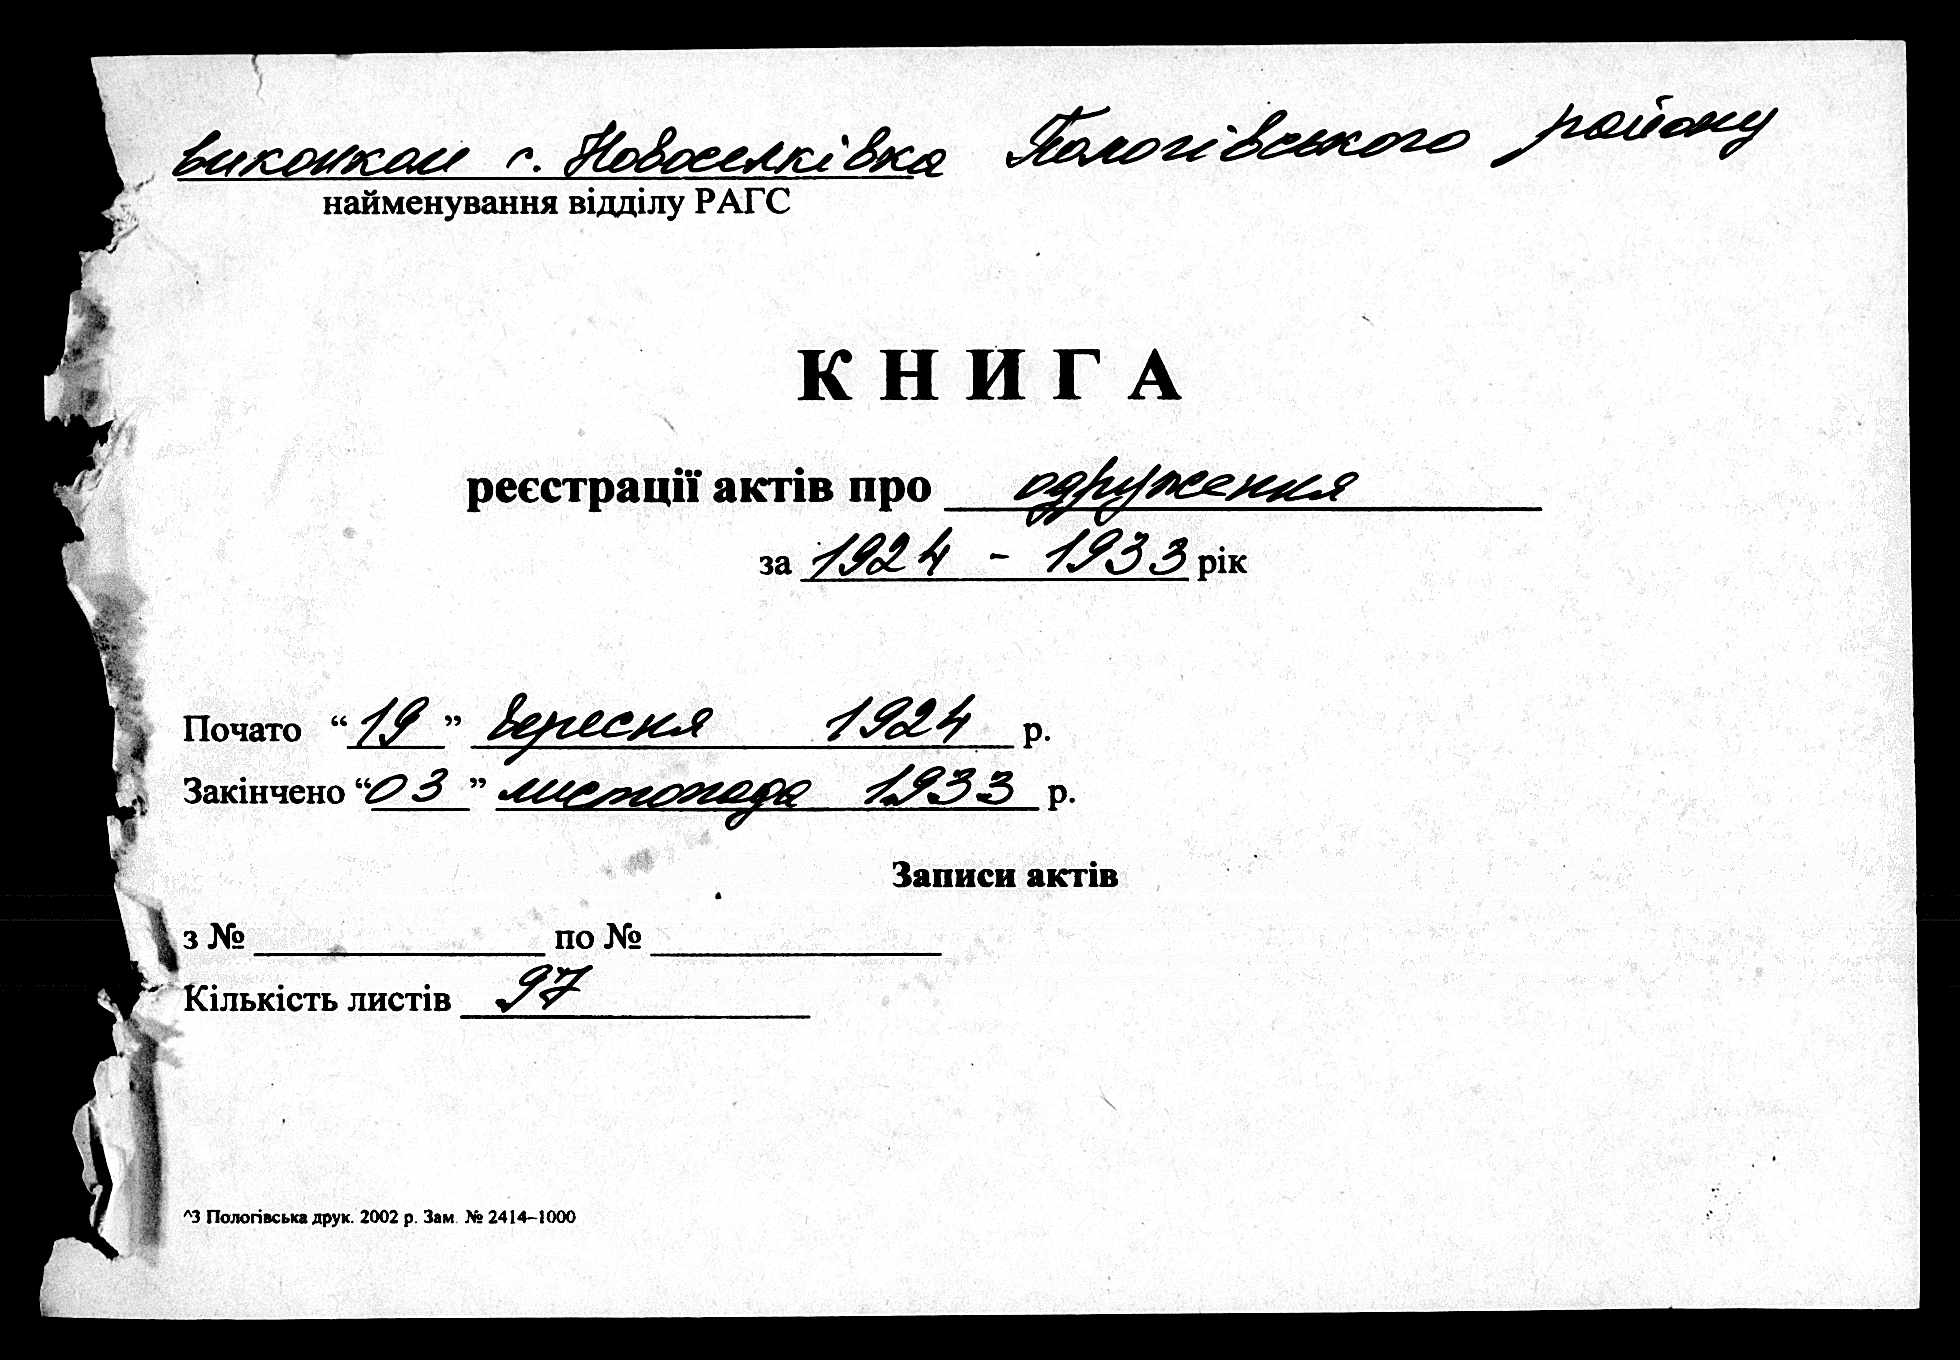 виконком с. Новоселківка Пологівського району
найменування відділу РАГС
КНИГА
реєстрації актів про одруження
за 1924 - 1933 рік
Почато “19” вересня 1924 р.
Закінчено “03” листопада 1933 р.
Записи актів
з № по №
Кількість листів 97
^З Пологівська друк. 2002 р. Зам. № 2414–1000